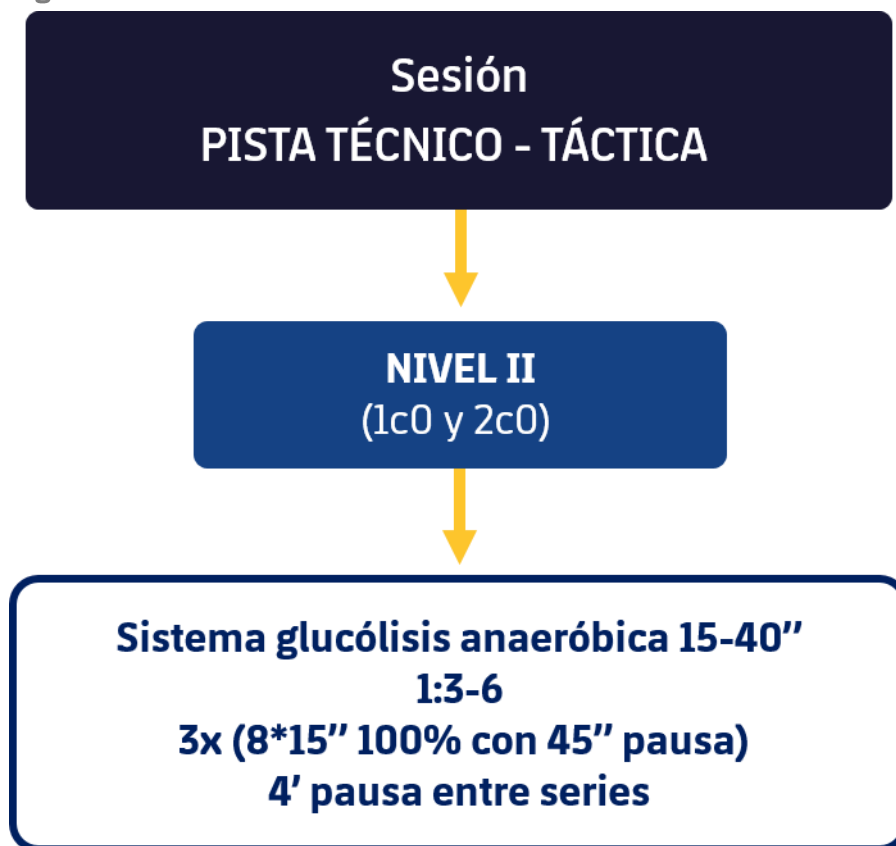 Sesión
PISTA TÉCNICO - TÁCTICA
NIVEL II
(1c0 y 2c0)
Sistema glucólisis anaeróbica 15-40’’
1:3-6
3x (8*15’’ 100% con 45’’ pausa)
4’ pausa entre series